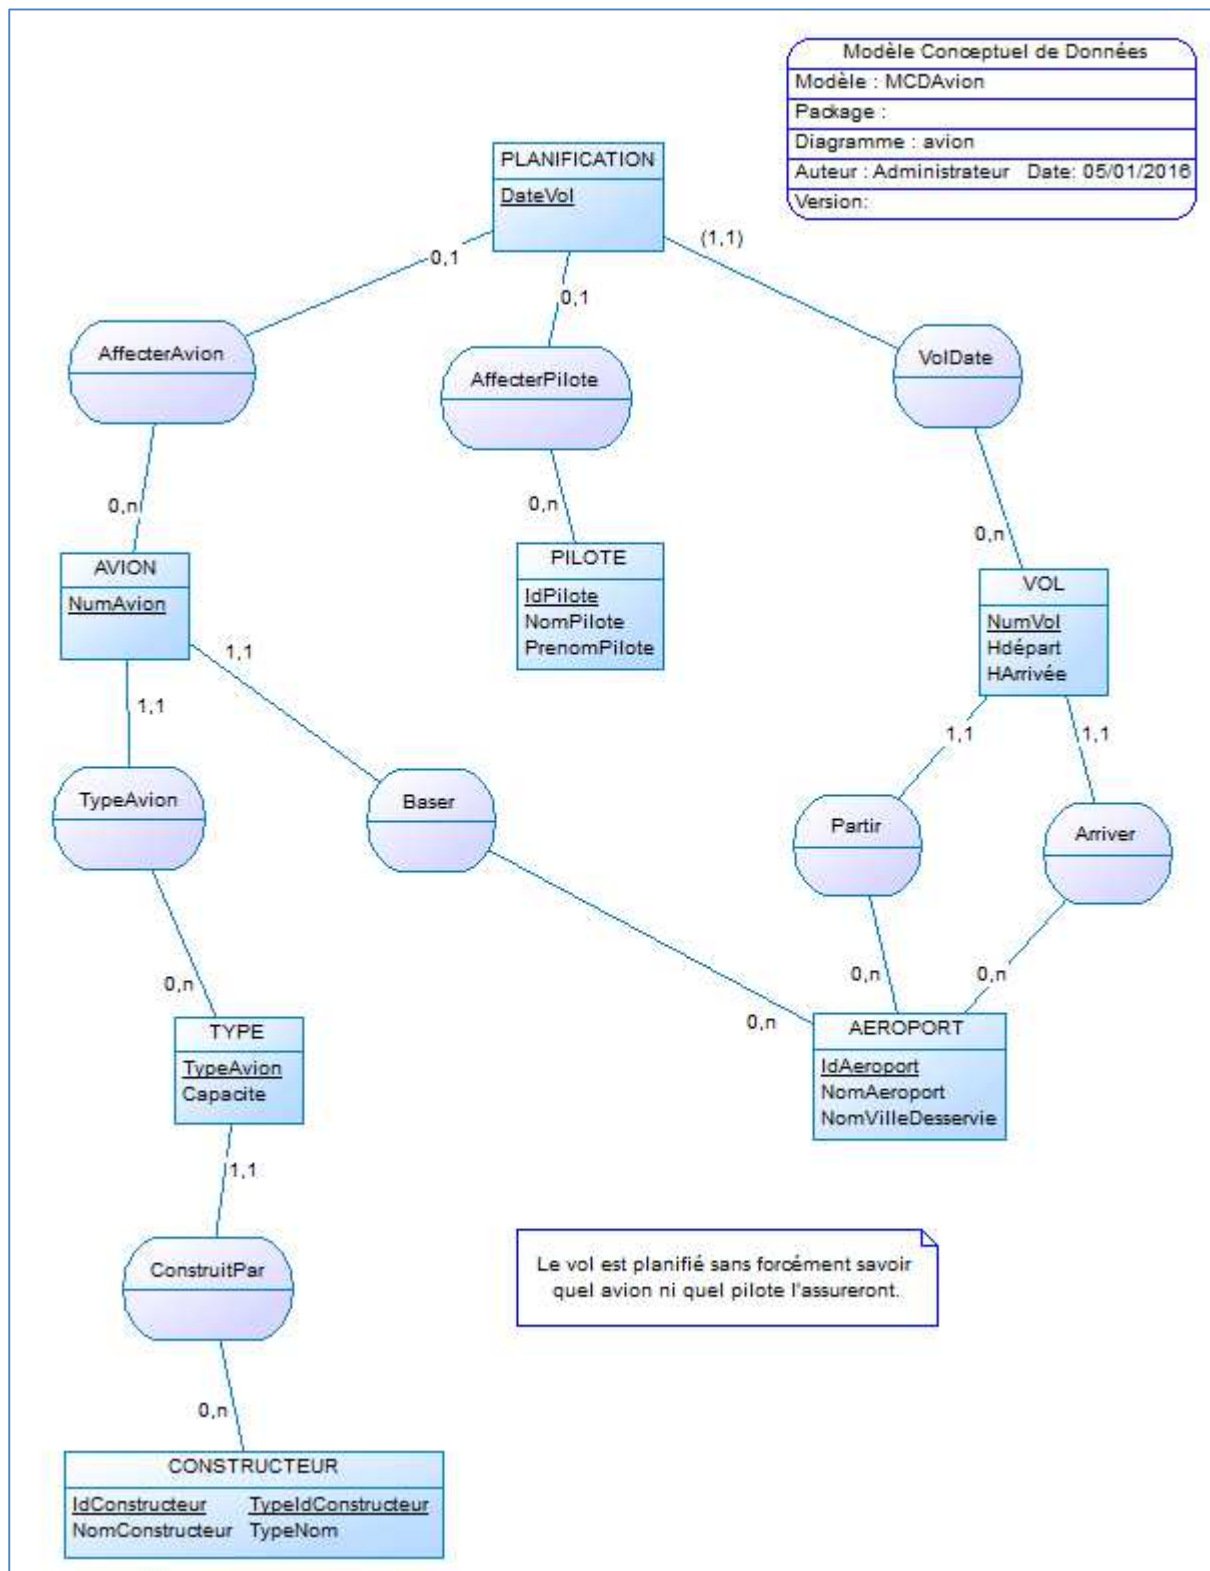 Modèle Conceptuel de Données
Modèle : MCDAvion
Package :
Diagramme : avion
Auteur : Administrateur Date: 05/01/2016
Version:
PLANIFICATION
DateVol
0,1
0,1
(1,1)
AffecterAvion
AffecterPilote
VolDate
0,n
0,n
0,n
AVION
NumAvion
PILOTE
IdPilote
NomPilote
PrenomPilote
VOL
NumVol
Hdépart
HArrivée
1,1
1,1
1,1
1,1
TypeAvion
Baser
Partir
Arriver
0,n
0,n
0,n
0,n
TYPE
TypeAvion
Capacite
AEROPORT
IdAeroport
NomAeroport
NomVilleDesservie
1,1
ConstruitPar
Le vol est planifié sans forcément savoir
quel avion ni quel pilote l'assureront.
0,n
CONSTRUCTEUR
IdConstructeur TypeIdConstructeur
NomConstructeur TypeNom